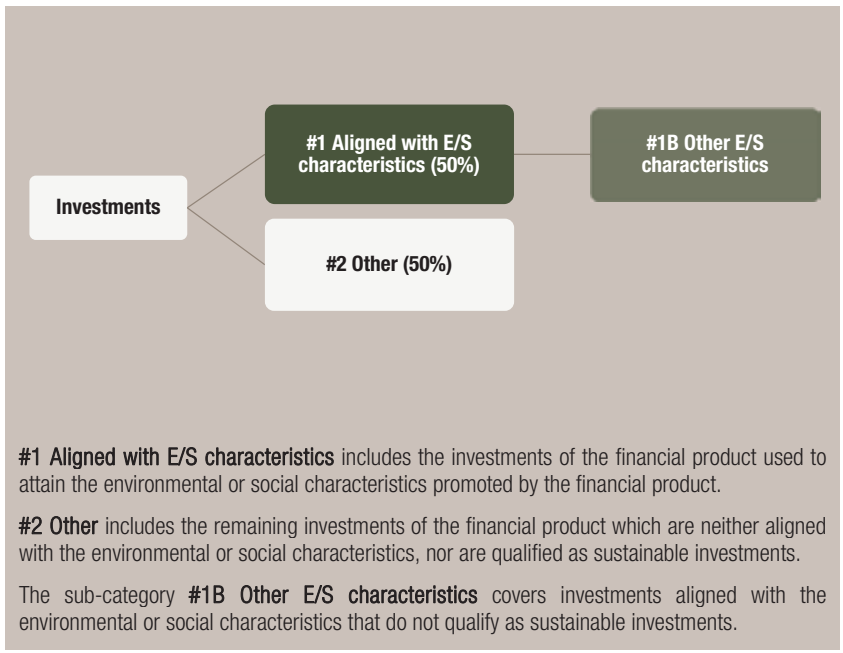 #1 Aligned with E/S
characteristics (50%)
#1B Other E/S
characteristics
Investments
#2 Other (50%)
#1 Aligned with E/S characteristics includes the investments of the financial product used to
attain the environmental or social characteristics promoted by the financial product.
#2 Other includes the remaining investments of the financial product which are neither aligned
with the environmental or social characteristics, nor are qualified as sustainable investments.
The sub-category #1B Other E/S characteristics covers investments aligned with the
environmental or social characteristics that do not qualify as sustainable investments.